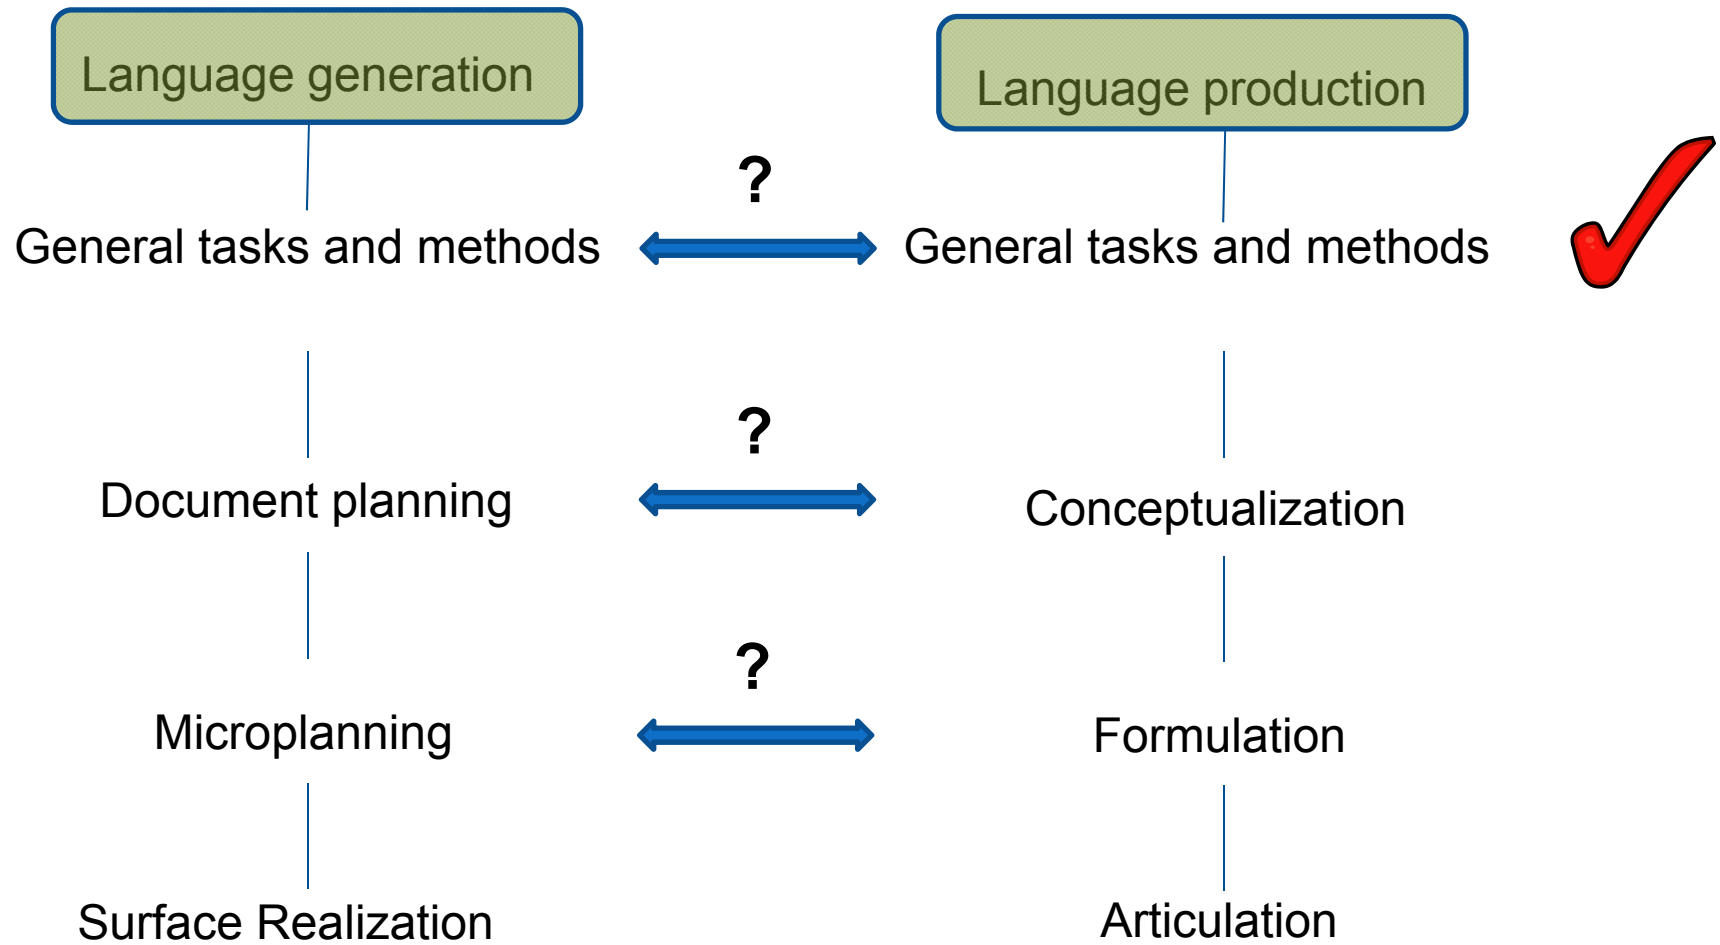 Language generation
Language production
?
General tasks and methods
General tasks and methods
?
Document planning
Conceptualization
?
Microplanning
Formulation
Surface Realization
Articulation